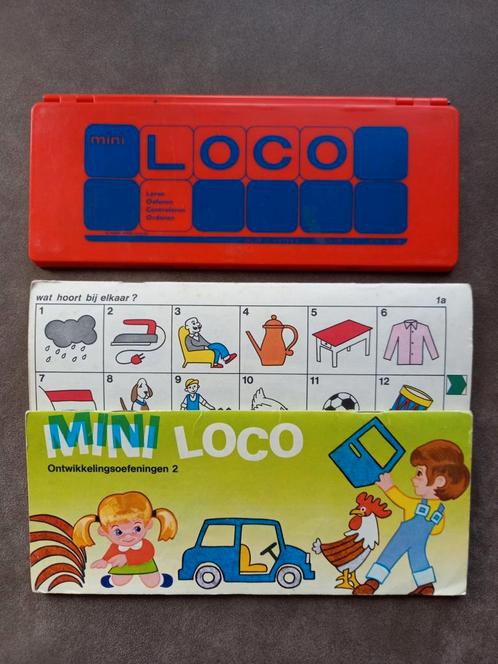 mini LOCO
Leren
Oefenen
Controleren
Ordenen
wat hoort bij elkaar?
1a
1 2 3 4 5 6
7 8 9 10 11 12
MINI LOCO
Ontwikkelingsoefeningen 2